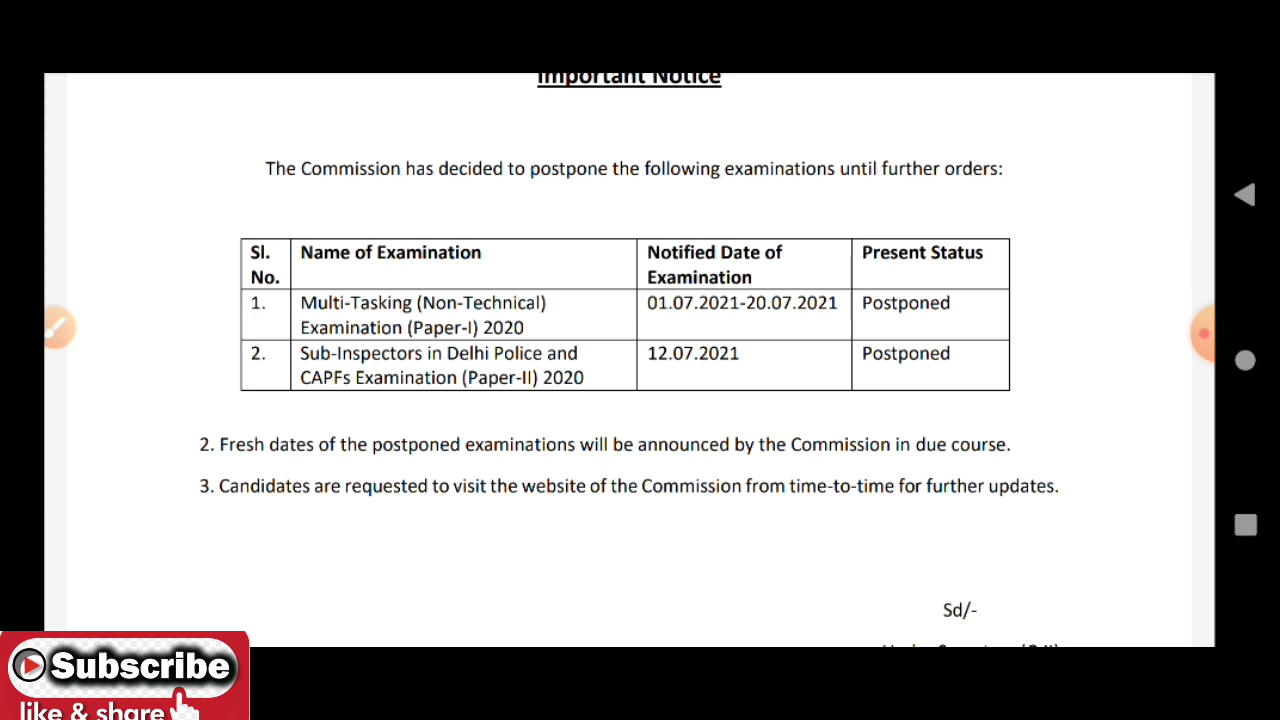 Important Notice
The Commission has decided to postpone the following examinations until further orders:
Sl. Name of Examination Notified Date of Present Status
No. Examination
1. Multi-Tasking (Non-Technical) 01.07.2021-20.07.2021 Postponed
Examination (Paper-I) 2020
2. Sub-Inspectors in Delhi Police and 12.07.2021 Postponed
CAPFs Examination (Paper-II) 2020
2. Fresh dates of the postponed examinations will be announced by the Commission in due course.
3. Candidates are requested to visit the website of the Commission from time-to-time for further updates.
Sd/-
Subscribe
like & share